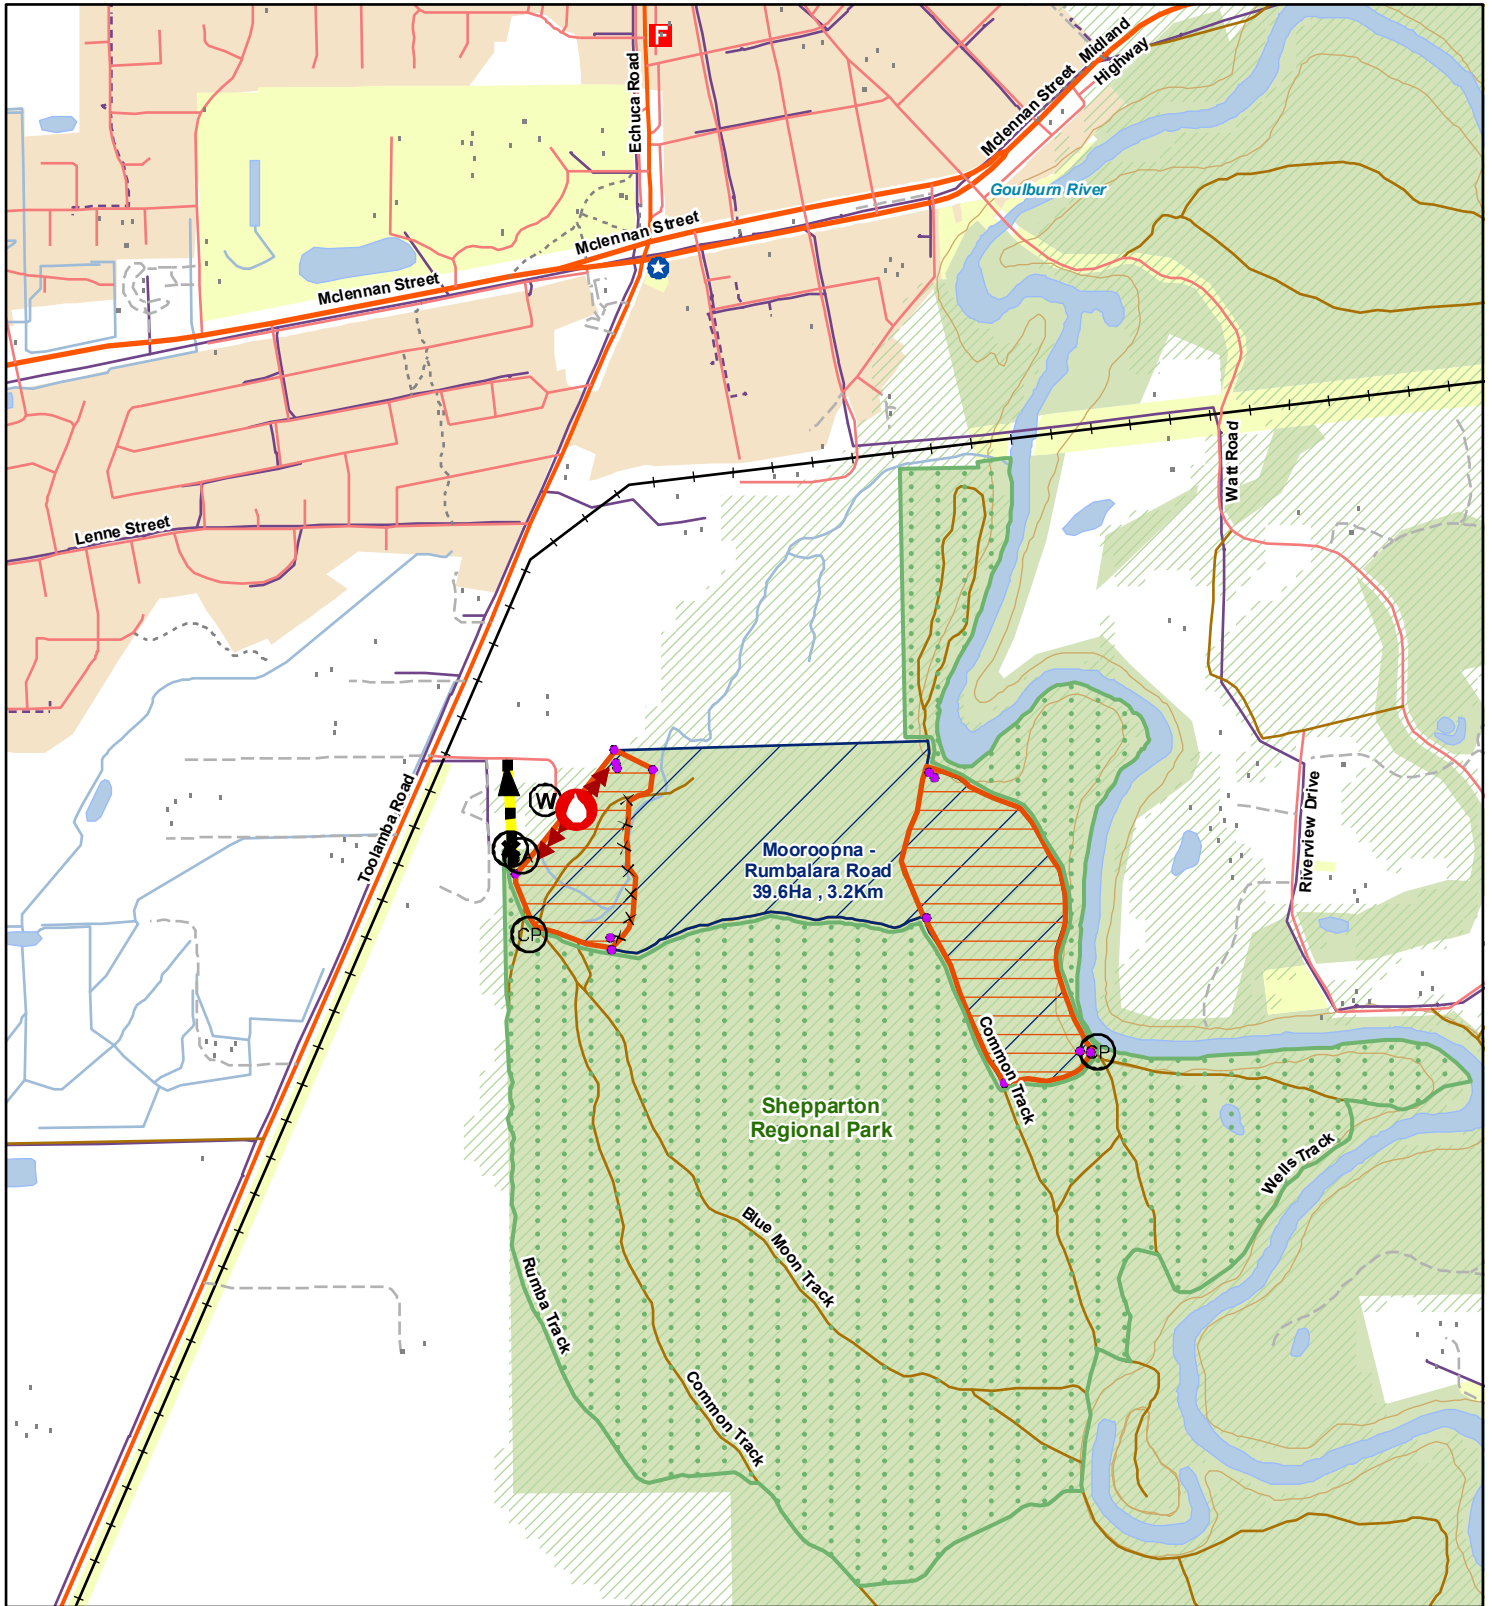 F
Echuca Road
Mclennan Street
Midland
Highway
Goulburn River
Mclennan Street
Mclennan Street
Watt Road
Lenne Street
Toolamba Road
W
Mooroopna -
Rumbalara Road
39.6Ha , 3.2Km
Riverview Drive
CP
Common Track
CP
Shepparton
Regional Park
Wells Track
Blue Moon Track
Rumba Track
Common Track